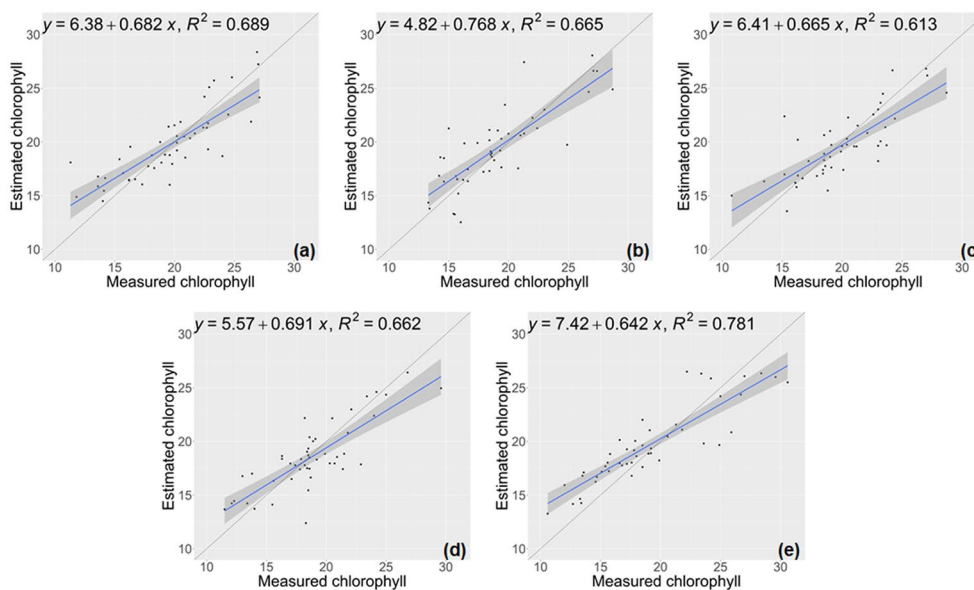 y = 6.38 + 0.682 x, R² = 0.689
30
25
20
15
10
Estimated chlorophyll
10 15 20 25 30
Measured chlorophyll
(a)
y = 4.82 + 0.768 x, R² = 0.665
30
25
20
15
10
Estimated chlorophyll
10 15 20 25 30
Measured chlorophyll
(b)
y = 6.41 + 0.665 x, R² = 0.613
30
25
20
15
10
Estimated chlorophyll
10 15 20 25 30
Measured chlorophyll
(c
y = 5.57 + 0.691 x, R² = 0.662
30
25
20
15
10
Estimated chlorophyll
10 15 20 25 30
Measured chlorophyll
(d)
y = 7.42 + 0.642 x, R² = 0.781
30
25
20
15
10
Estimated chlorophyll
10 15 20 25 30
Measured chlorophyll
(e)